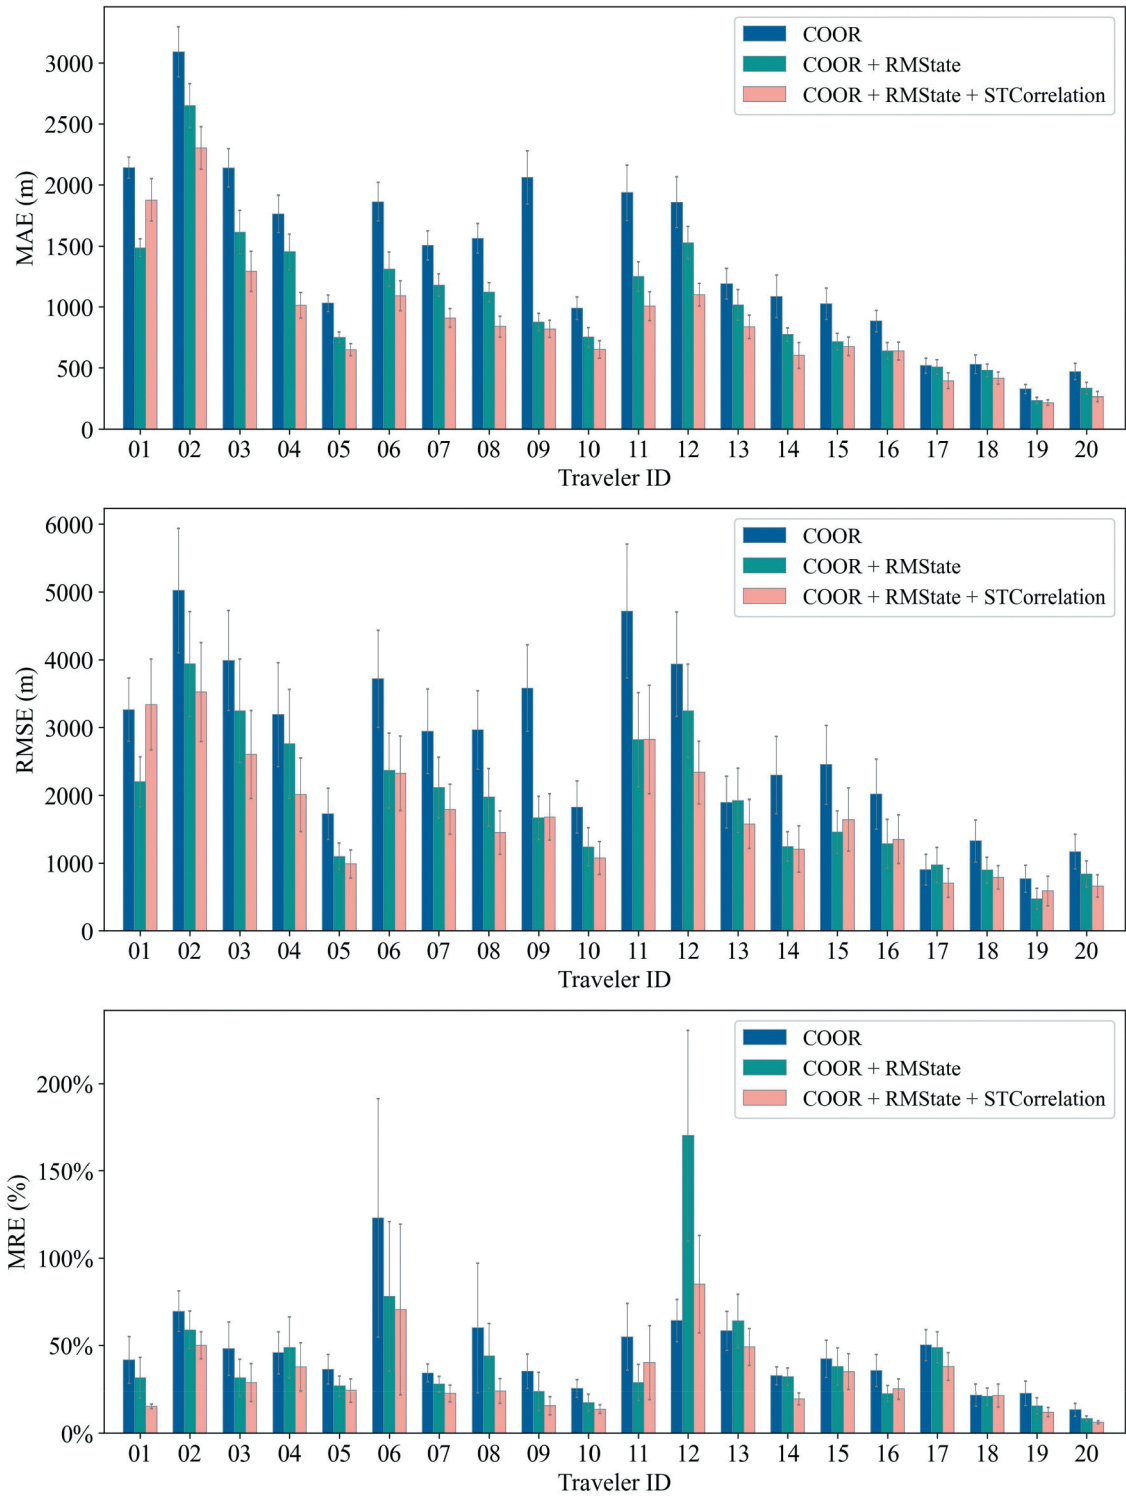 COOR
COOR + RMState
COOR + RMState + STCorrelation
MAE (m)
3000
2500
2000
1500
1000
500
0
01 02 03 04 05 06 07 08 09 10 11 12 13 14 15 16 17 18 19 20
Traveler ID
COOR
COOR + RMState
COOR + RMState + STCorrelation
RMSE (m)
6000
5000
4000
3000
2000
1000
0
01 02 03 04 05 06 07 08 09 10 11 12 13 14 15 16 17 18 19 20
Traveler ID
COOR
COOR + RMState
COOR + RMState + STCorrelation
MRE (%)
200%
150%
100%
50%
0%
01 02 03 04 05 06 07 08 09 10 11 12 13 14 15 16 17 18 19 20
Traveler ID